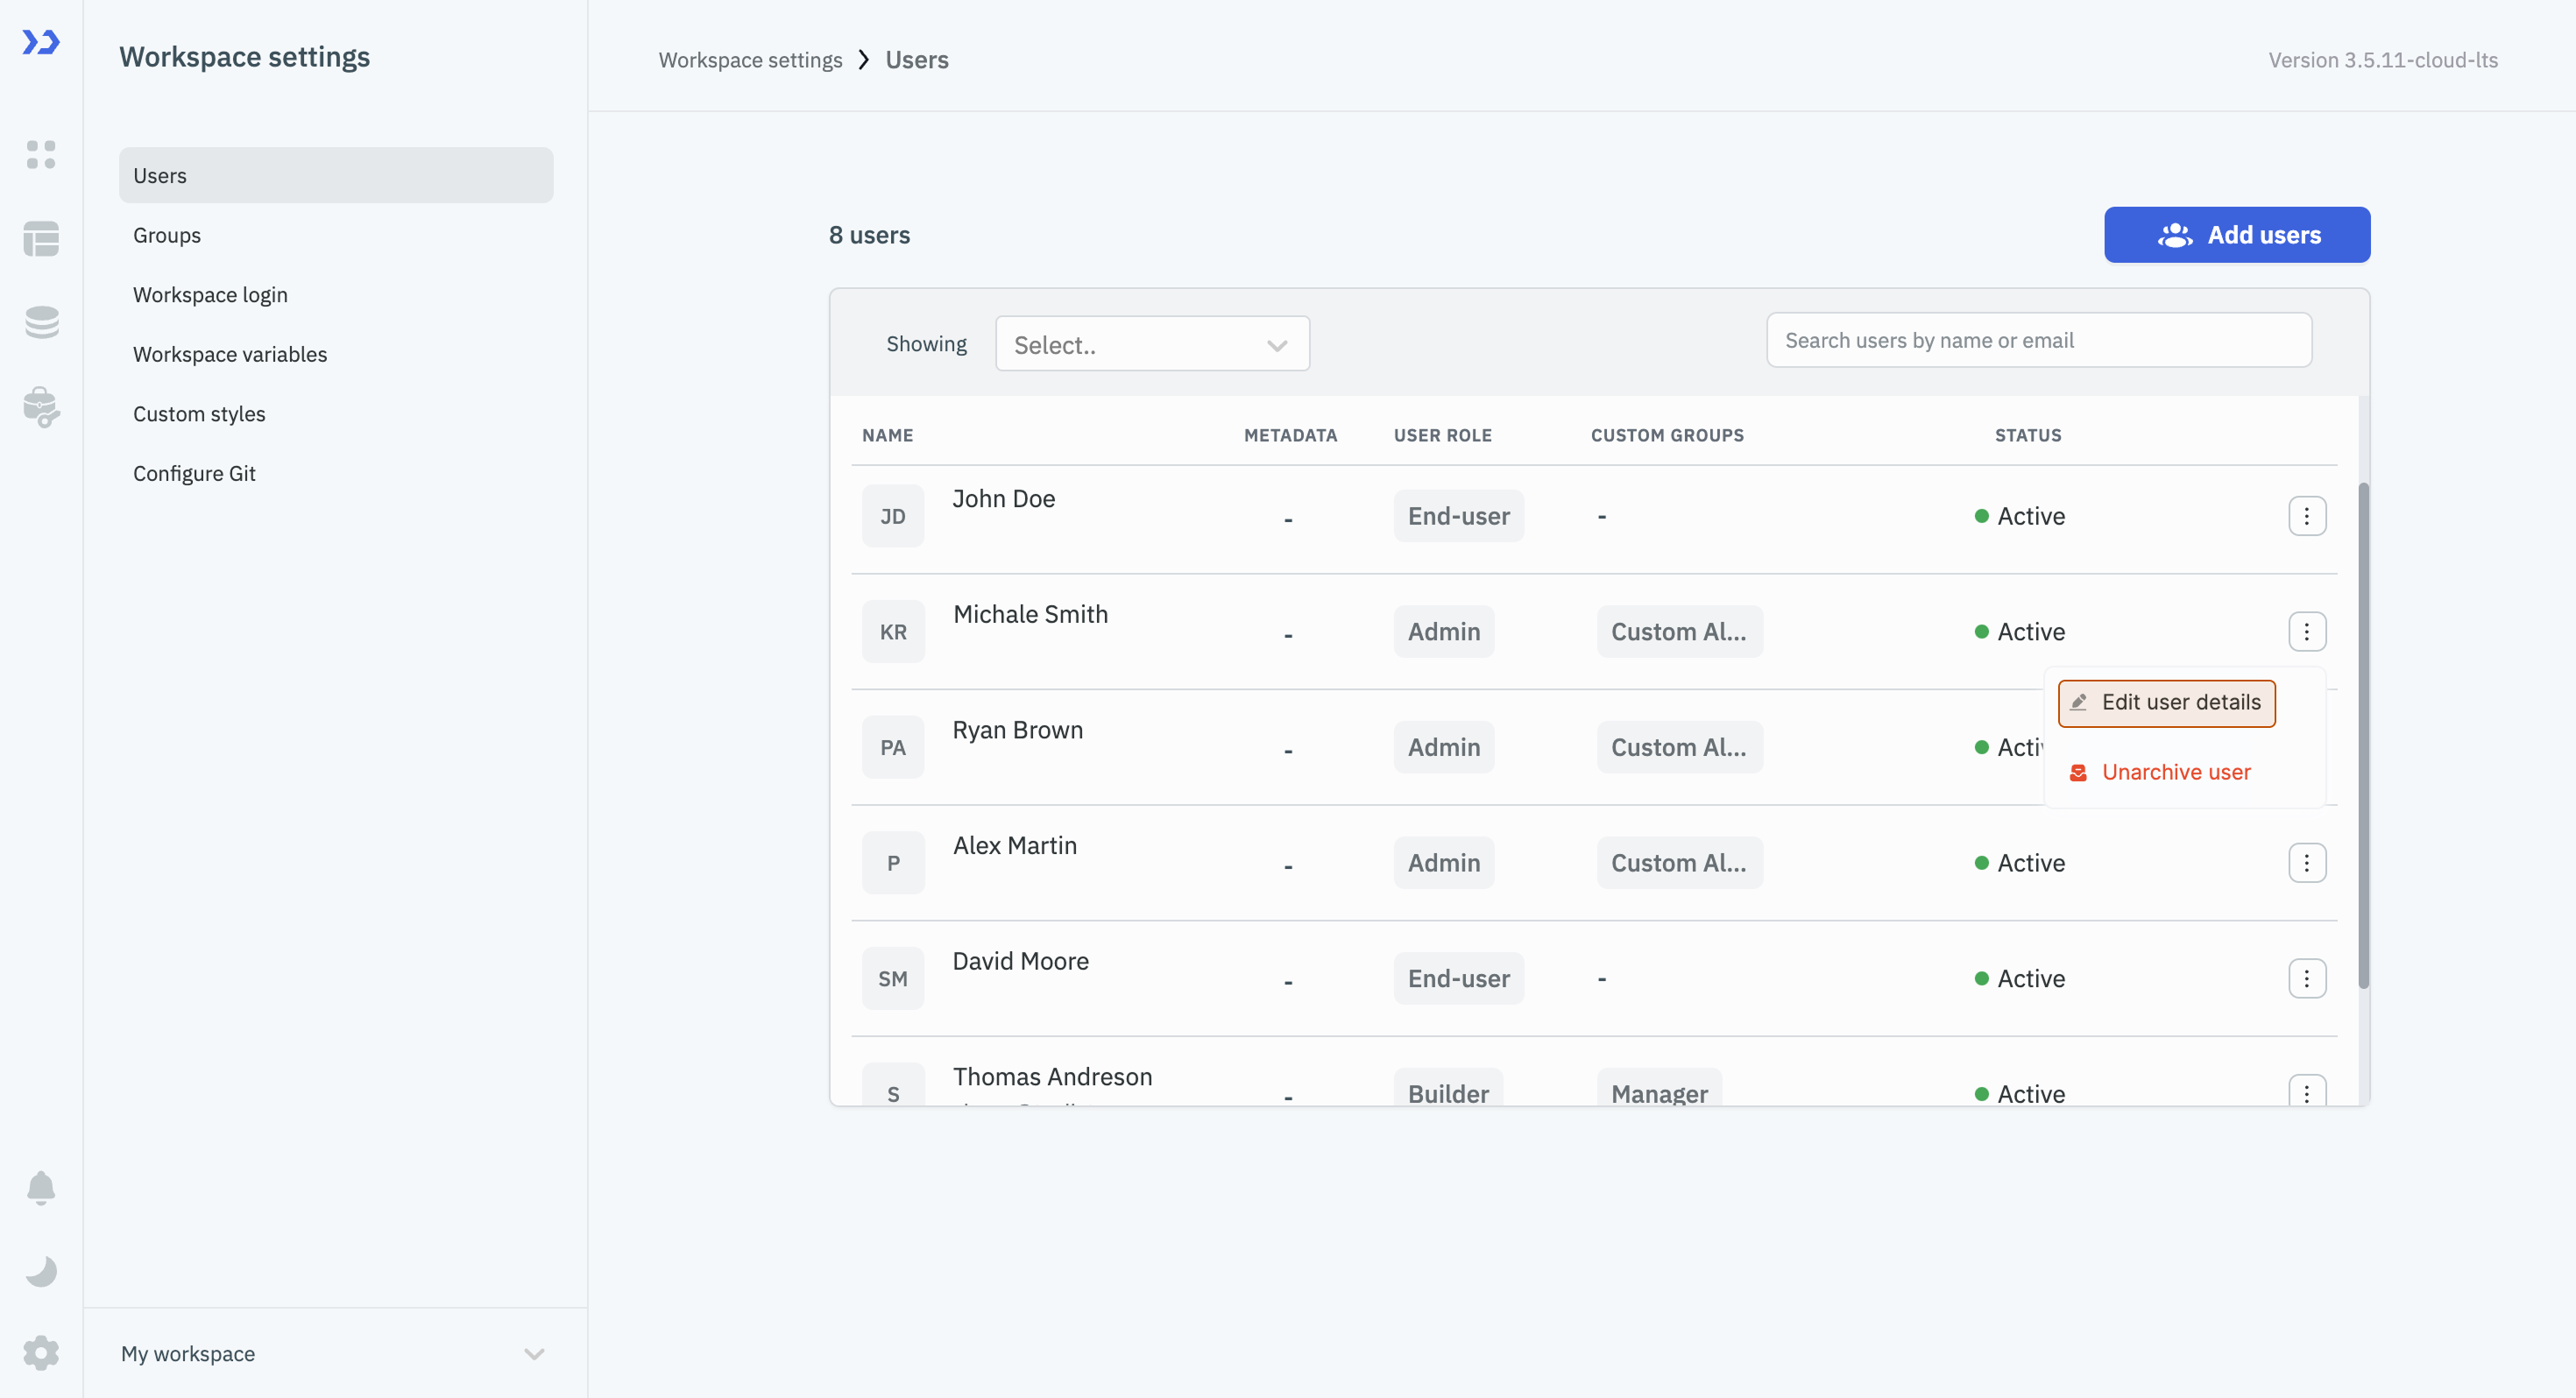 Workspace settings
Workspace settings Users
Version 3.5.11-cloud-lts
Users
Groups
Workspace login
Workspace variables
Custom styles
Configure Git
My workspace
8 users
Add users
Showing
Select..
Search users by name or email
NAME METADATA USER ROLE CUSTOM GROUPS STATUS
JD John Doe - End-user - Active
KR Michale Smith - Admin Custom Al... Active
Edit user details
PA Ryan Brown - Admin Custom Al...
Unarchive user
P Alex Martin - Admin Custom Al... Active
SM David Moore - End-user - Active
S Thomas Andreson - Builder Manager Active